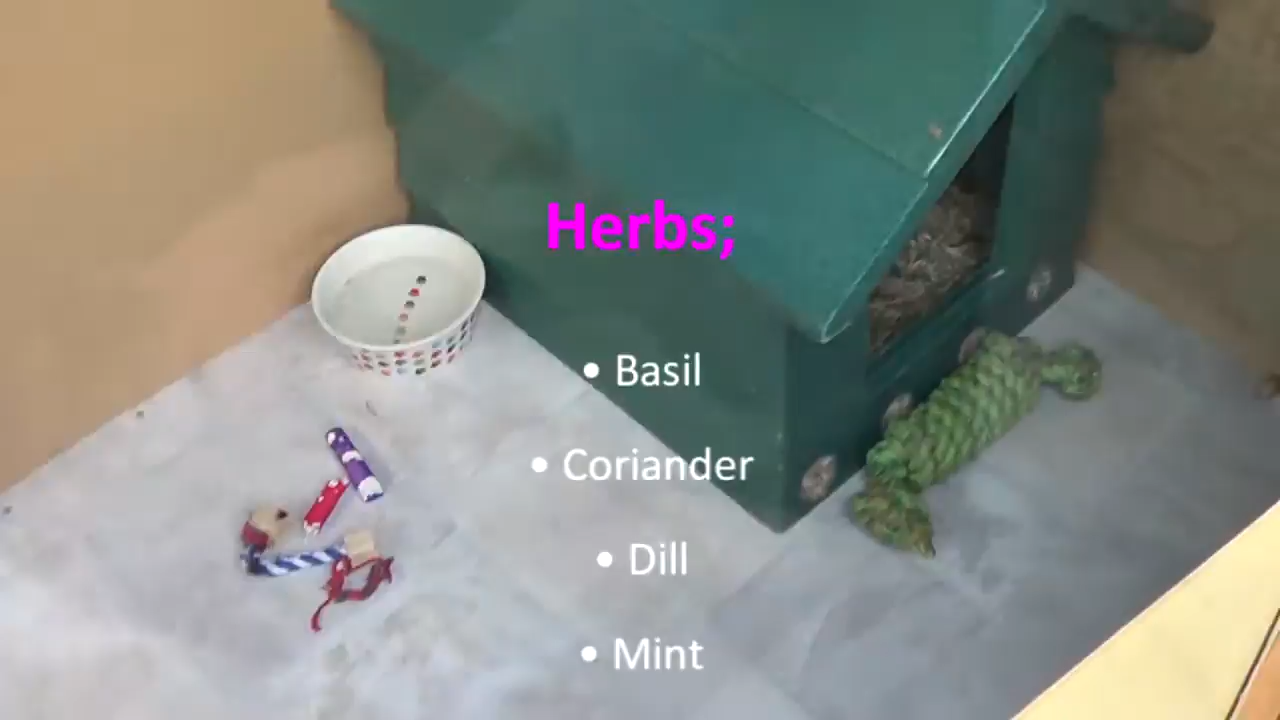 Herbs;
• Basil
• Coriander
• Dill
• Mint